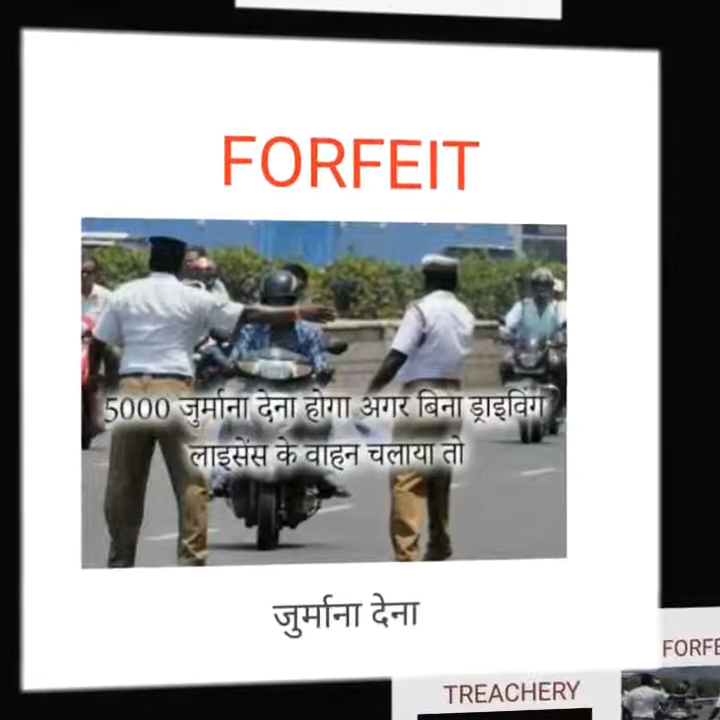 FORFEIT
5000 जुर्माना देना होगा अगर बिना ड्राइविंग
लाइसेंस के वाहन चलाया तो
जुर्माना देना
FORFE
TREACHERY